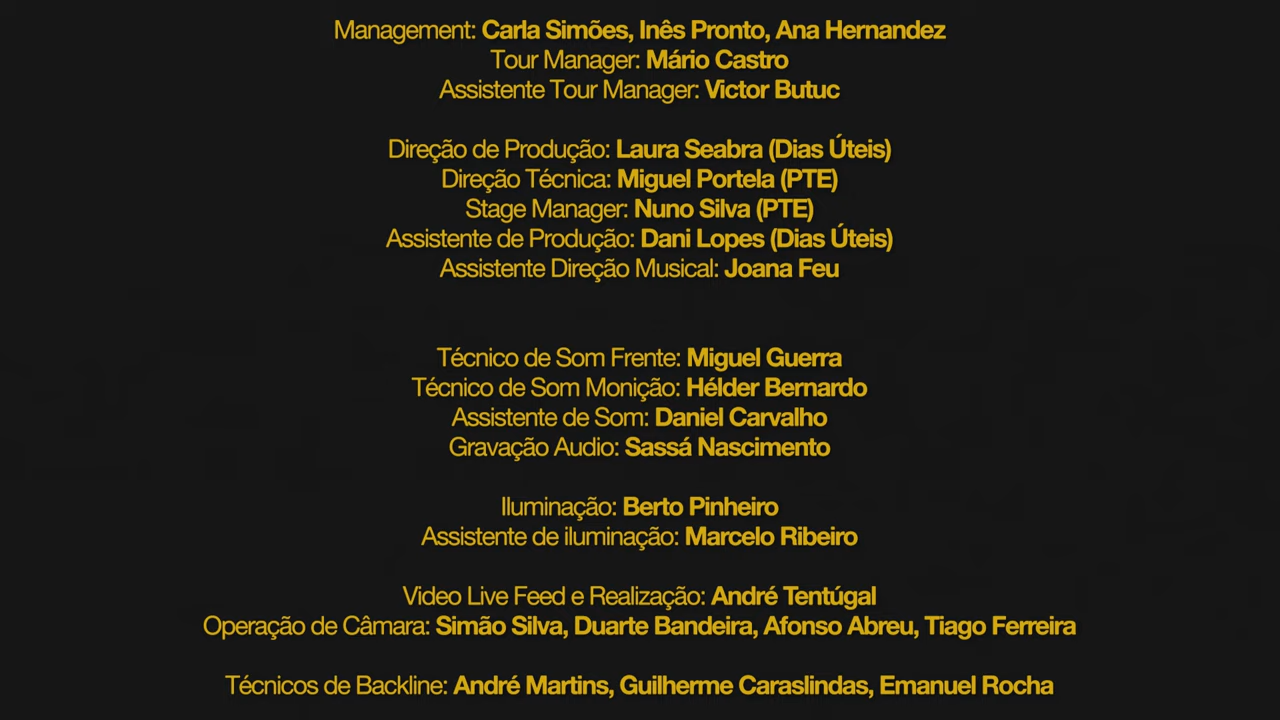 Management: Carla Simões, Inês Pronto, Ana Hernandez
Tour Manager: Mário Castro
Assistente Tour Manager: Victor Butuc
Direção de Produção: Laura Seabra (Dias Úteis)
Direção Técnica: Miguel Portela (PTE)
Stage Manager: Nuno Silva (PTE)
Assistente de Produção: Dani Lopes (Dias Úteis)
Assistente Direção Musical: Joana Feu
Técnico de Som Frente: Miguel Guerra
Técnico de Som Monição: Hélder Bernardo
Assistente de Som: Daniel Carvalho
Gravação Audio: Sassá Nascimento
Iluminação: Berto Pinheiro
Assistente de iluminação: Marcelo Ribeiro
Video Live Feed e Realização: André Tentúgal
Operação de Câmara: Simão Silva, Duarte Bandeira, Afonso Abreu, Tiago Ferreira
Técnicos de Backline: André Martins, Guilherme Caraslindas, Emanuel Rocha